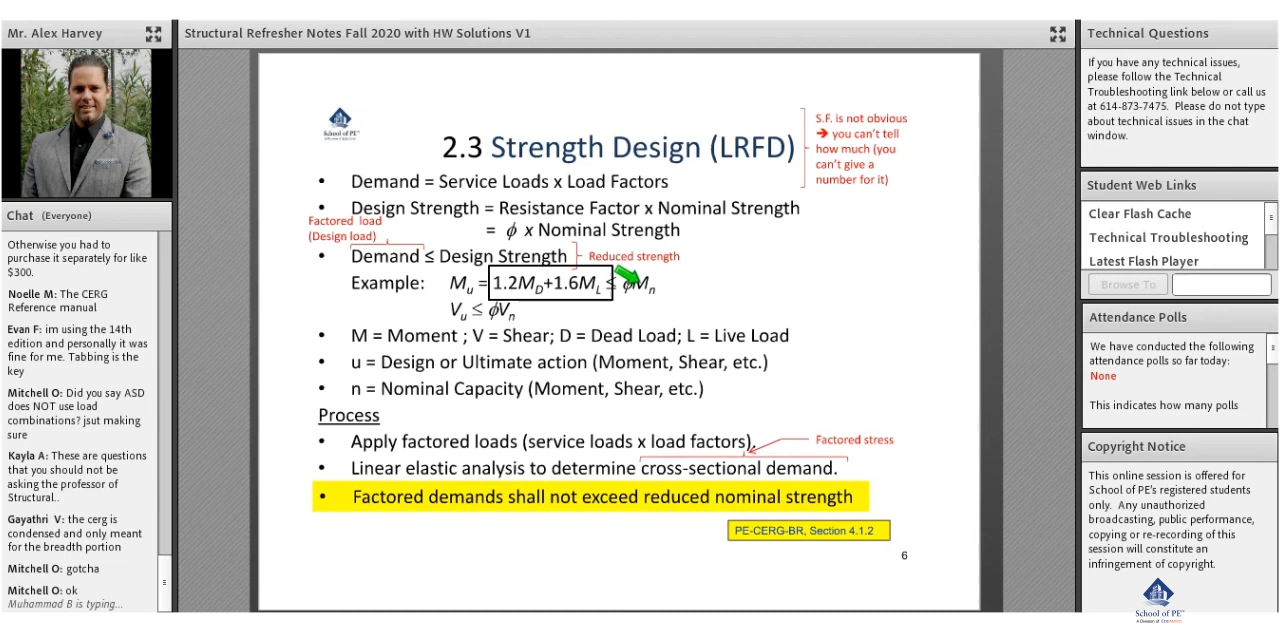 Mr. Alex Harvey
Chat (Everyone)
Otherwise you had to
purchase it separately for like
$300.
Noelle M: The CERG
Reference manual
Evan F: im using the 14th
edition and personally it was
fine for me. Tabbing is the
key
Mitchell O: Did you say ASD
does NOT use load
combinations? jsut making
sure
Kayla A: These are questions
that you should not be
asking the professor of
Structural..
Gayathri V: the cerg is
condensed and only meant
for the breadth portion
Mitchell O: gotcha
Mitchell O: ok
Muhammad B is typing...
Structural Refresher Notes Fall 2020 with HW Solutions V1
School of PE
2.3 Strength Design (LRFD)
S.F. is not obvious
➔ you can't tell
how much (you
can't give a
number for it)
• Demand = Service Loads x Load Factors
• Design Strength = Resistance Factor x Nominal Strength
= ϕ x Nominal Strength
Factored load
(Design load)
• Demand ≤ Design Strength
Reduced strength
Example: Mu = 1.2MD+1.6ML ≤ ϕMn
Vu ≤ ϕVn
• M = Moment ; V = Shear; D = Dead Load; L = Live Load
• u = Design or Ultimate action (Moment, Shear, etc.)
• n = Nominal Capacity (Moment, Shear, etc.)
Process
• Apply factored loads (service loads x load factors).
Factored stress
• Linear elastic analysis to determine cross-sectional demand.
• Factored demands shall not exceed reduced nominal strength
PE-CERG-BR, Section 4.1.2
6
Technical Questions
If you have any technical issues,
please follow the Technical
Troubleshooting link below or call us
at 614-873-7475. Please do not type
about technical issues in the chat
window.
Student Web Links
Clear Flash Cache
Technical Troubleshooting
Latest Flash Player
Browse To
Attendance Polls
We have conducted the following
attendance polls so far today:
None
This indicates how many polls
Copyright Notice
This online session is offered for
School of PE's registered students
only. Any unauthorized
broadcasting, public performance,
copying or re-recording of this
session will constitute an
infringement of copyright.
School of PE